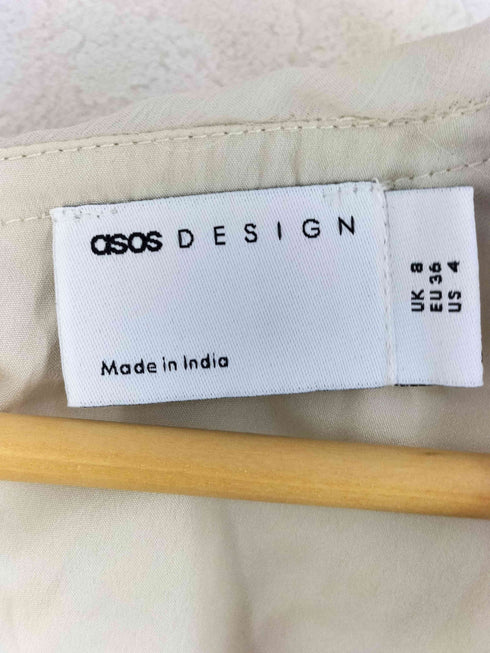 asos DESIGN
Made in India
UK 8
EU 36
US 4